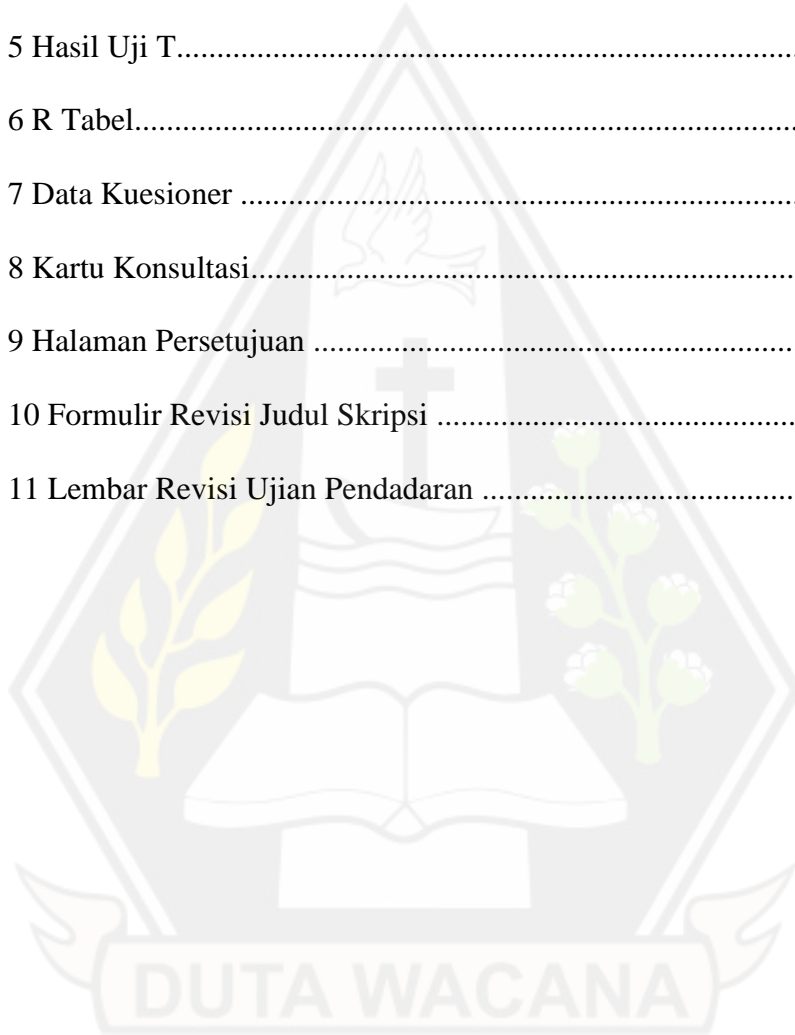 5 Hasil Uji T..........................................................................................
6 R Tabel................................................................................................
7 Data Kuesioner ....................................................................................
8 Kartu Konsultasi..................................................................................
9 Halaman Persetujuan ..........................................................................
10 Formulir Revisi Judul Skripsi ............................................................
11 Lembar Revisi Ujian Pendadaran ......................................................
DUTA WACANA